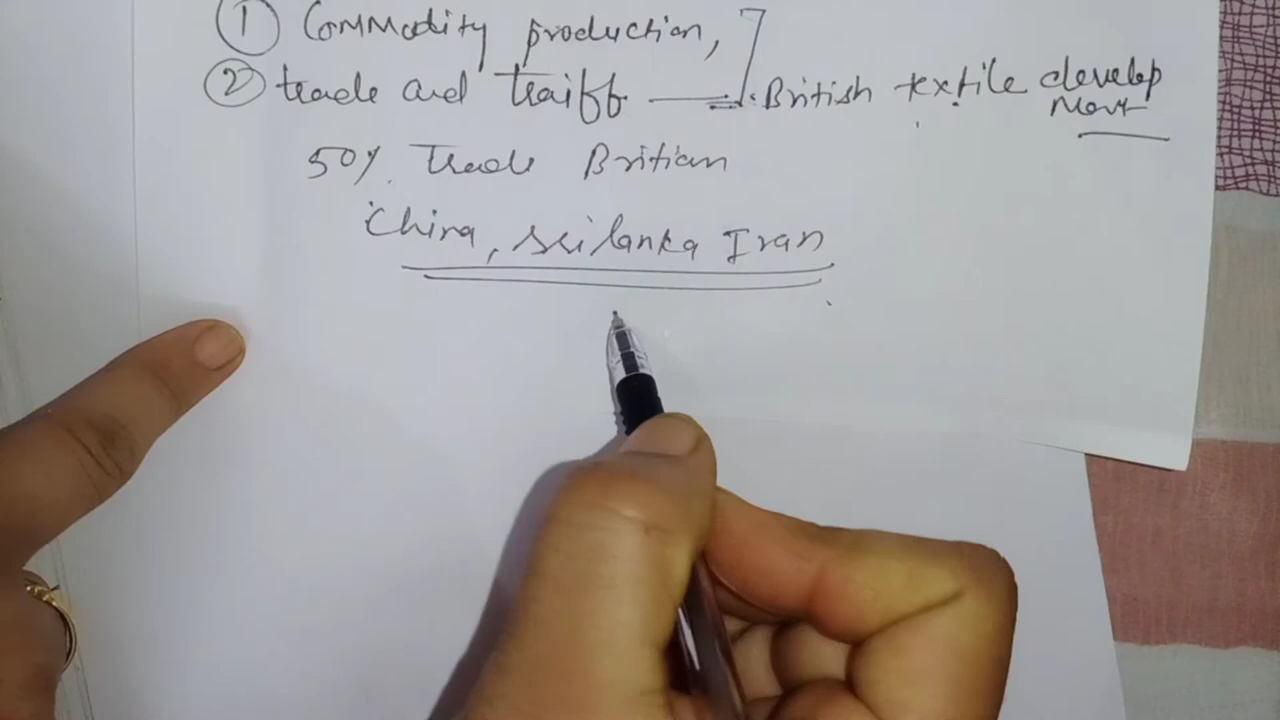 ① Commodity production,
② trade and traiff — British textile develop
ment
50% Trade Britian
China, Srilanka Iran